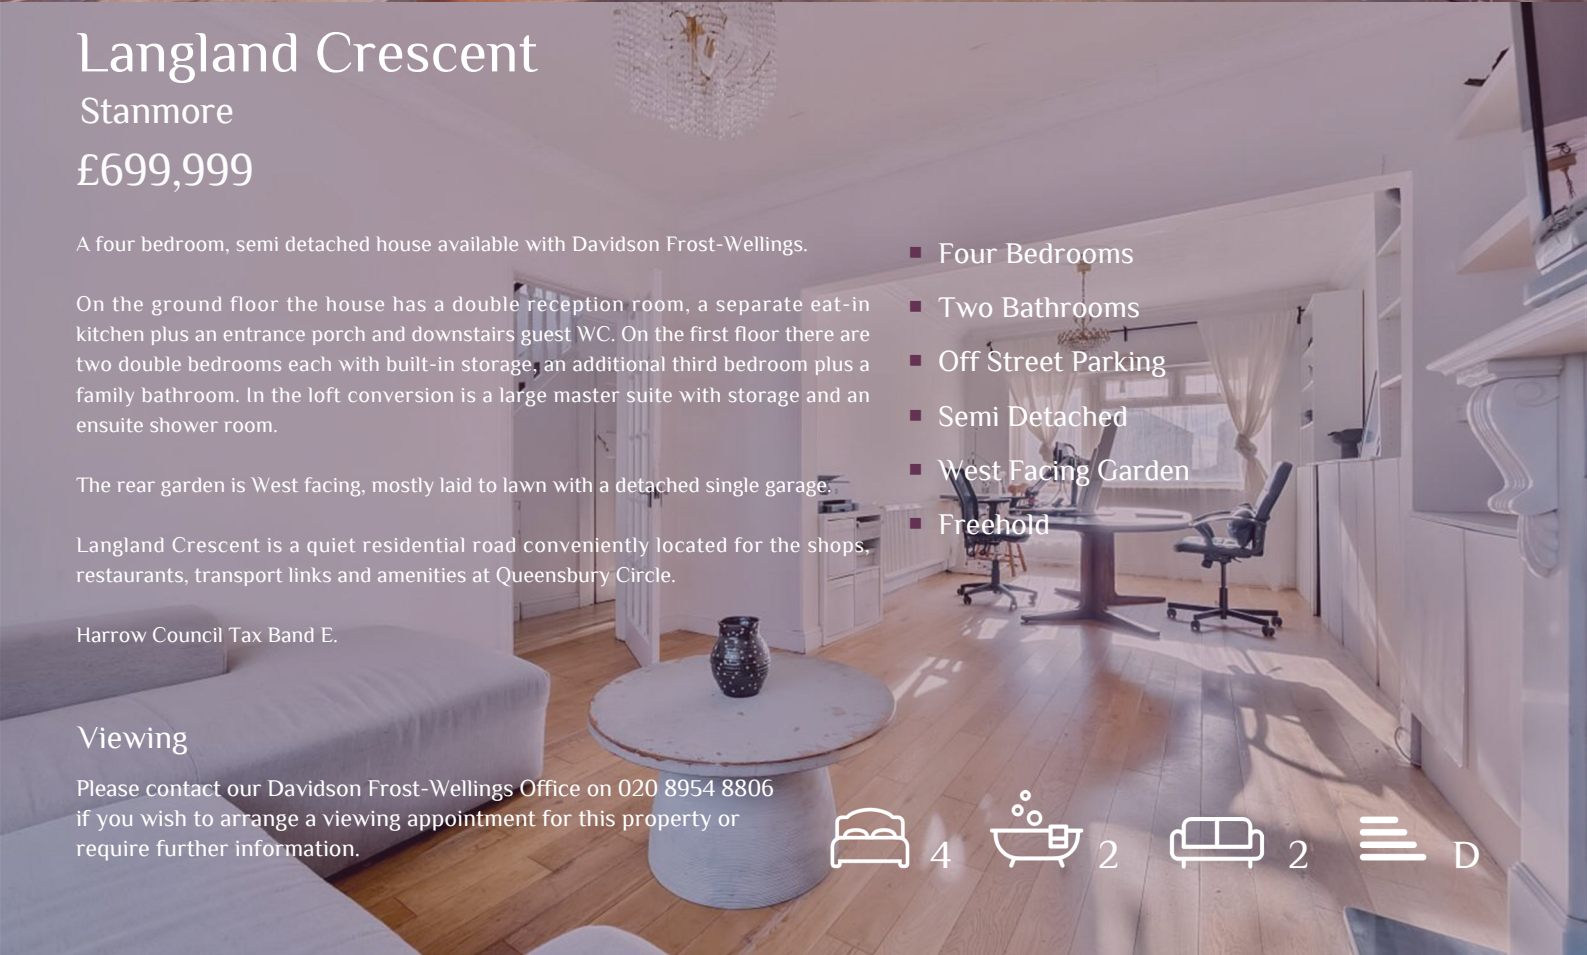 Langland Crescent
Stanmore
£699,999
A four bedroom, semi detached house available with Davidson Frost-Wellings.
On the ground floor the house has a double reception room, a separate eat-in
kitchen plus an entrance porch and downstairs guest WC. On the first floor there are
two double bedrooms each with built-in storage, an additional third bedroom plus a
family bathroom. In the loft conversion is a large master suite with storage and an
ensuite shower room.
The rear garden is West facing, mostly laid to lawn with a detached single garage.
Langland Crescent is a quiet residential road conveniently located for the shops,
restaurants, transport links and amenities at Queensbury Circle.
Harrow Council Tax Band E.
Four Bedrooms
Two Bathrooms
Off Street Parking
Semi Detached
West Facing Garden
Freehold
Viewing
Please contact our Davidson Frost-Wellings Office on 020 8954 8806
if you wish to arrange a viewing appointment for this property or
require further information.
4 2 2 D